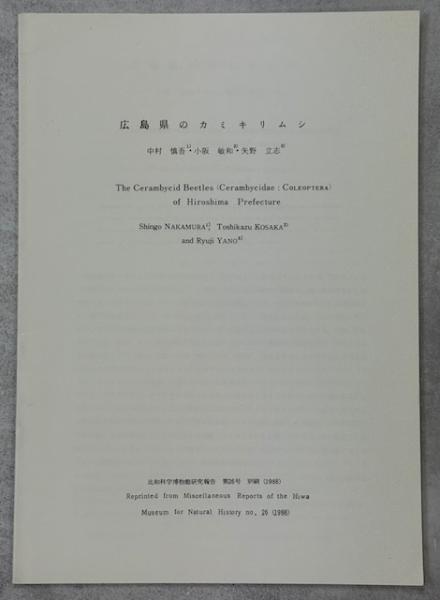 広島県のカミキリムシ
中村 慎吾¹⁾・小阪 敏和²⁾・矢野 立志³⁾
The Cerambycid Beetles (Cerambycidae : COLEOPTERA)
of Hiroshima Prefecture
Shingo NAKAMURA¹⁾, Toshikazu KOSAKA²⁾
and Ryuji YANO³⁾
比和科学博物館研究報告 第26号 別刷 (1988)
Reprinted from Miscellaneous Reports of the Hiwa
Museum for Natural History no, 26 (1988)